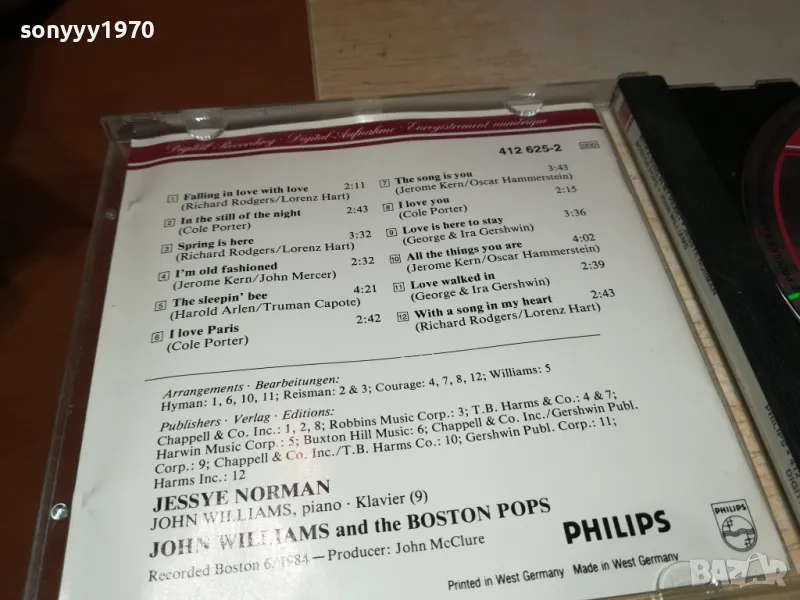 sonyyy1970
Digital Recording · Digital-Aufnahme · Enregistrement numérique
412 625-2 DDD
1 Falling in love with love 2:11
(Richard Rodgers/Lorenz Hart)
2 In the still of the night 2:43
(Cole Porter)
3 Spring is here 3:32
(Richard Rodgers/Lorenz Hart)
4 I'm old fashioned 2:32
(Jerome Kern/John Mercer)
5 The sleepin' bee 4:21
(Harold Arlen/Truman Capote)
6 I love Paris 2:42
(Cole Porter)
7 The song is you 3:43
(Jerome Kern/Oscar Hammerstein)
8 I love you 2:15
(Cole Porter)
9 Love is here to stay 3:36
(George & Ira Gershwin)
10 All the things you are 4:02
(Jerome Kern/Oscar Hammerstein)
11 Love walked in 2:39
(George & Ira Gershwin)
12 With a song in my heart 2:43
(Richard Rodgers/Lorenz Hart)
Arrangements · Bearbeitungen:
Hyman: 1, 6, 10, 11; Reisman: 2 & 3; Courage: 4, 7, 8, 12; Williams: 5
Publishers · Verlag · Editions:
Chappell & Co. Inc.: 1, 2, 8; Robbins Music Corp.: 3; T.B. Harms & Co.: 4 & 7;
Harwin Music Corp.: 5; Buxton Hill Music: 6; Chappell & Co. Inc./Gershwin Publ.
Corp.: 9; Chappell & Co. Inc./T.B. Harms Co.: 10; Gershwin Publ. Corp.: 11;
Harms Inc.: 12
JESSYE NORMAN
JOHN WILLIAMS, piano · Klavier (9)
JOHN WILLIAMS and the BOSTON POPS
Recorded Boston 6/1984 — Producer: John McClure
PHILIPS
PHILIPS
Printed in West Germany Made in West Germany
BAZAR